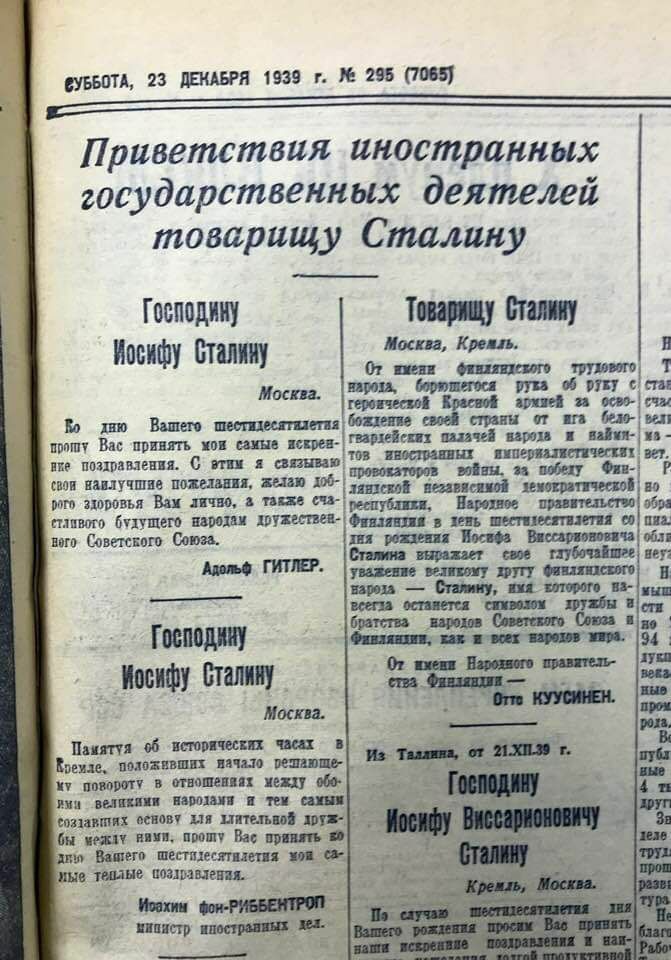 СУББОТА, 23 ДЕКАБРЯ 1939 г. № 295 (7065)
Приветствия иностранных
государственных деятелей
товарищу Сталину
Господину
Иосифу Сталину
Москва.
Ко дню Вашего шестидесятилетия
прошу Вас принять мои самые искрен-
ние поздравления. С этим я связываю
свои наилучшие пожелания, желаю доб-
рого здоровья Вам лично, а также сча-
стливого будущего народам дружествен-
ного Советского Союза.
Адольф ГИТЛЕР.
Господину
Иосифу Сталину
Москва.
Памятуя об исторических часах в
Кремле, положивших начало решающе-
му повороту в отношениях между обо-
ими великими народами и тем самым
создавших основу для длительной друж-
бы между ними, прошу Вас принять ко
дню Вашего шестидесятилетия мои са-
мые теплые поздравления.
Иоахим фон-РИББЕНТРОП
министр иностранных дел.
Товарищу Сталину
Москва, Кремль.
От имени финляндского трудового
народа, борющегося рука об руку с
героической Красной армией за осво-
бождение своей страны от ига бело-
гвардейских палачей народа и найми-
тов иностранных империалистических
провокаторов войны, за победу Фин-
ляндской независимой демократической
республики, Народное правительство
Финляндии в день шестидесятилетия со
дня рождения Иосифа Виссарионовича
Сталина выражает свое глубочайшее
уважение великому другу финляндского
народа — Сталину, имя которого на-
всегда останется символом дружбы и
братства народов Советского Союза и
Финляндии, как и всех народов мира.
От имени Народного правитель-
ства Финляндии —
Отто КУУСИНЕН.
Из Таллина, от 21.XII-39 г.
Господину
Иосифу Виссарионовичу
Сталину
Кремль, Москва.
По случаю шестидесятилетия дня
Вашего рождения просим Вас принять
наши искренние поздравления и наи-
пожелания долгой продуктивной